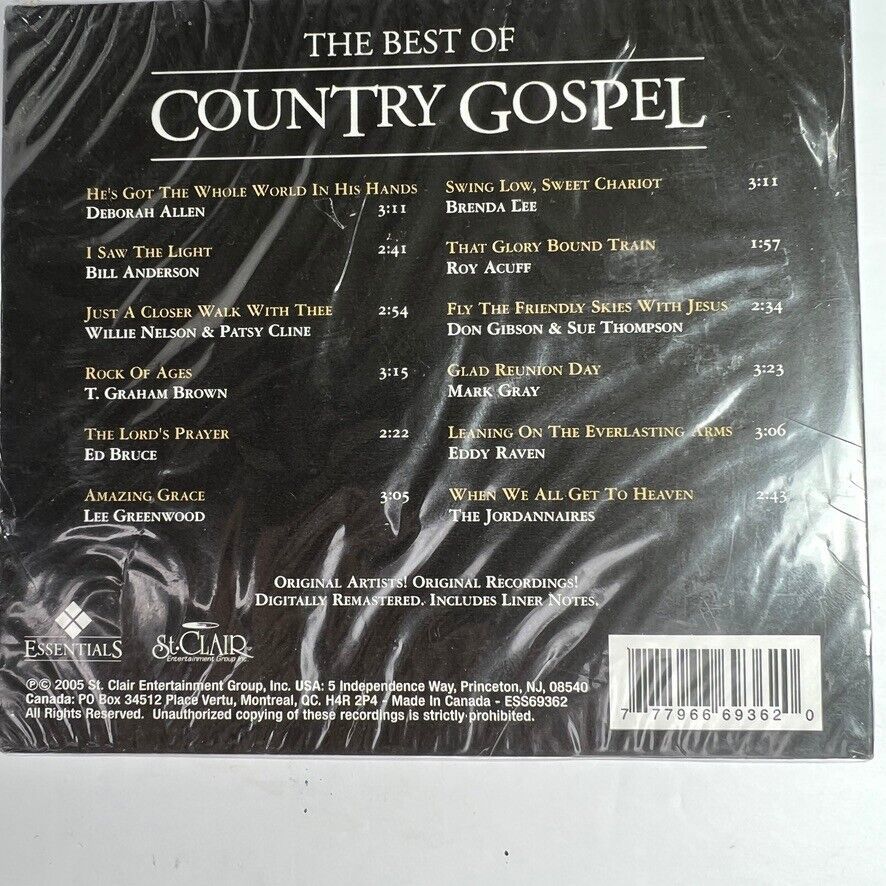 THE BEST OF
COUNTRY GOSPEL
HE'S GOT THE WHOLE WORLD IN HIS HANDS
DEBORAH ALLEN 3:11
I SAW THE LIGHT 2:41
BILL ANDERSON
JUST A CLOSER WALK WITH THEE 2:54
WILLIE NELSON & PATSY CLINE
ROCK OF AGES 3:15
T. GRAHAM BROWN
THE LORD'S PRAYER 2:22
ED BRUCE
AMAZING GRACE 3:05
LEE GREENWOOD
SWING LOW, SWEET CHARIOT 3:11
BRENDA LEE
THAT GLORY BOUND TRAIN 1:57
ROY ACUFF
FLY THE FRIENDLY SKIES WITH JESUS 2:34
DON GIBSON & SUE THOMPSON
GLAD REUNION DAY 3:23
MARK GRAY
LEANING ON THE EVERLASTING ARMS 3:06
EDDY RAVEN
WHEN WE ALL GET TO HEAVEN 2:43
THE JORDANNAIRES
ORIGINAL ARTISTS! ORIGINAL RECORDINGS!
DIGITALLY REMASTERED. INCLUDES LINER NOTES.
ESSENTIALS
St. CLAIR
Entertainment Group Inc.
℗© 2005 St. Clair Entertainment Group, Inc. USA: 5 Independence Way, Princeton, NJ, 08540
Canada: PO Box 34512 Place Vertu, Montreal, QC. H4R 2P4 - Made In Canada - ESS69362
All Rights Reserved. Unauthorized copying of these recordings is strictly prohibited.
7 77966 69362 0